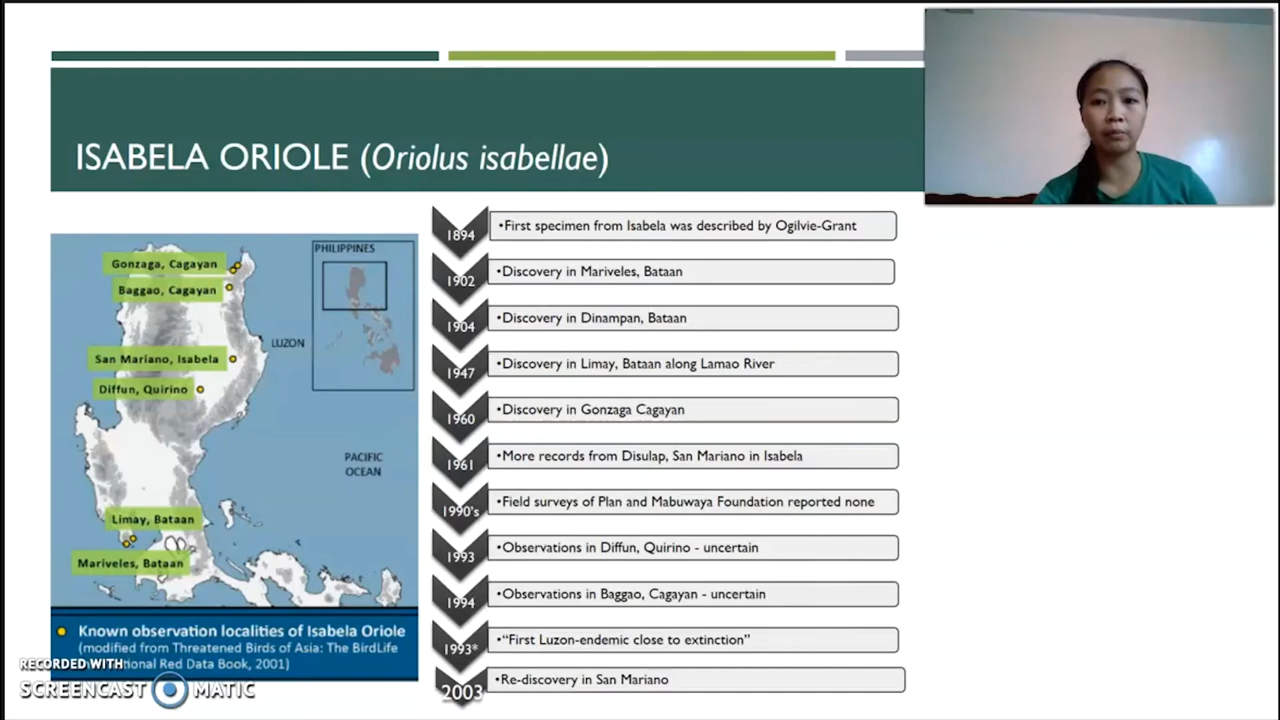 ISABELA ORIOLE (Oriolus isabellae)
Gonzaga, Cagayan
Baggao, Cagayan
San Mariano, Isabela
Diffun, Quirino
Limay, Bataan
Mariveles, Bataan
PHILIPPINES
LUZON
PACIFIC
OCEAN
Known observation localities of Isabela Oriole
(modified from Threatened Birds of Asia: The BirdLife
Red Data Book, 2001)
1894 •First specimen from Isabela was described by Ogilvie-Grant
1902 •Discovery in Mariveles, Bataan
1904 •Discovery in Dinampan, Bataan
1947 •Discovery in Limay, Bataan along Lamao River
1960 •Discovery in Gonzaga Cagayan
1961 •More records from Disulap, San Mariano in Isabela
1990's •Field surveys of Plan and Mabuwaya Foundation reported none
1993 •Observations in Diffun, Quirino - uncertain
1994 •Observations in Baggao, Cagayan - uncertain
1993* •“First Luzon-endemic close to extinction”
2003 •Re-discovery in San Mariano
RECORDED WITH
SCREENCAST MATIC